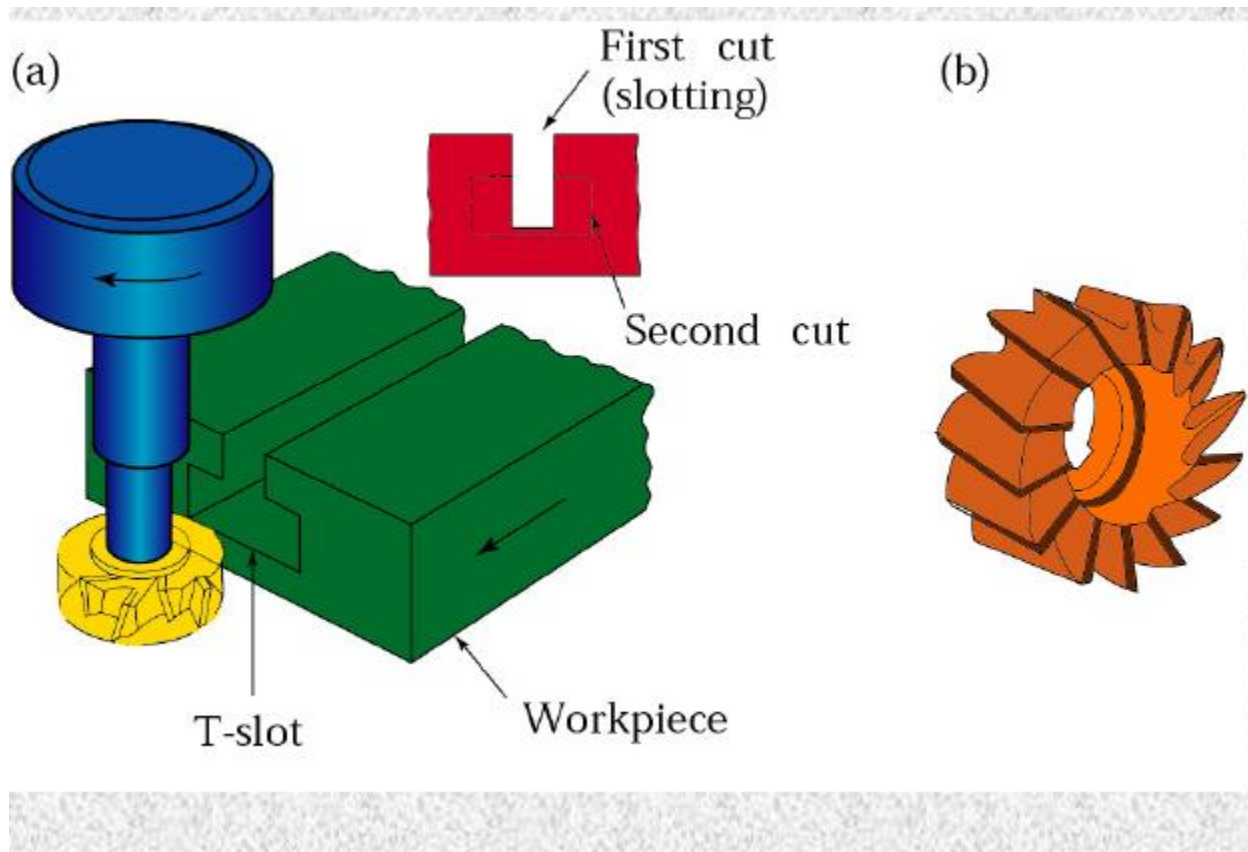 (a)
First cut
(slotting)
(b)
Second cut
T-slot
Workpiece